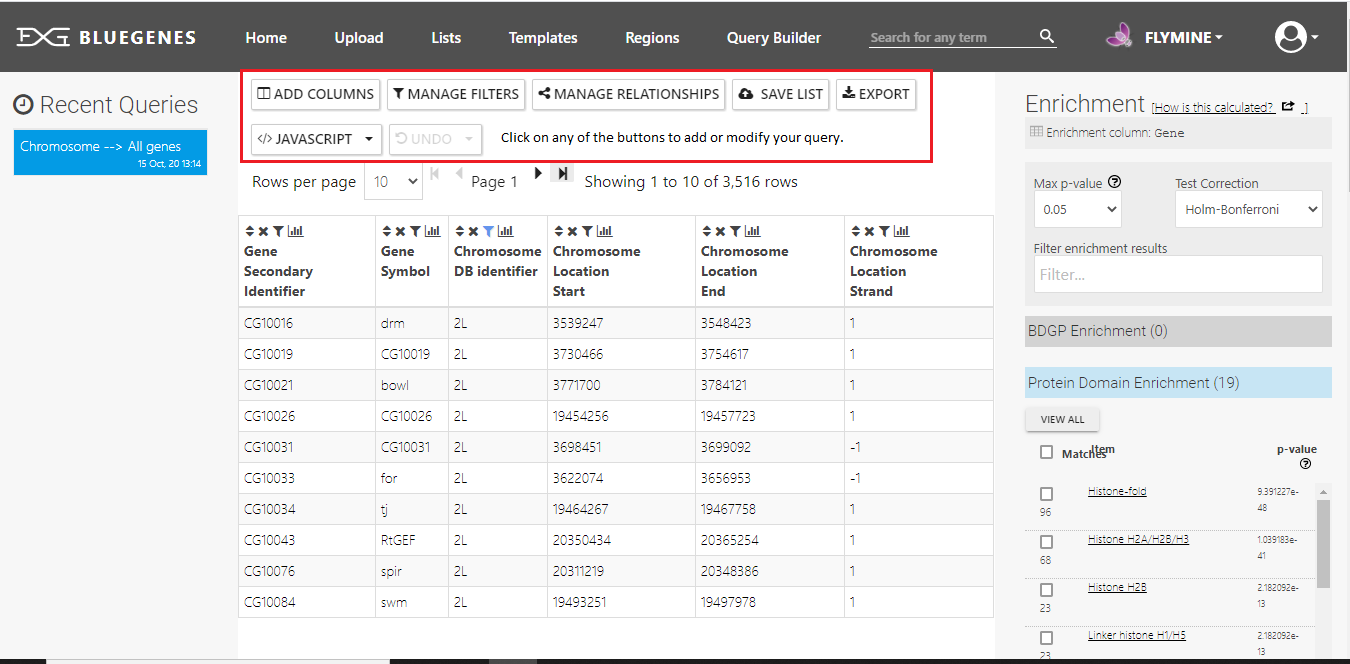 BLUEGENES Home Upload Lists Templates Regions Query Builder Search for any term FLYMINE
Recent Queries
Chromosome --> All genes
15 Oct, 20 13:14
ADD COLUMNS MANAGE FILTERS MANAGE RELATIONSHIPS SAVE LIST EXPORT
</> JAVASCRIPT UNDO Click on any of the buttons to add or modify your query.
Rows per page 10 Page 1 Showing 1 to 10 of 3,516 rows
Gene Secondary Identifier Gene Symbol Chromosome DB identifier Chromosome Location Start Chromosome Location End Chromosome Location Strand
CG10016 drm 2L 3539247 3548423 1
CG10019 CG10019 2L 3730466 3754617 1
CG10021 bowl 2L 3771700 3784121 1
CG10026 CG10026 2L 19454256 19457723 1
CG10031 CG10031 2L 3698451 3699092 -1
CG10033 for 2L 3622074 3656953 -1
CG10034 tj 2L 19464267 19467758 1
CG10043 RtGEF 2L 20350434 20365254 1
CG10076 spir 2L 20311219 20348386 1
CG10084 swm 2L 19493251 19497978 1
Enrichment [How is this calculated? ]
Enrichment column: Gene
Max p-value Test Correction
0.05 Holm-Bonferroni
Filter enrichment results
Filter...
BDGP Enrichment (0)
Protein Domain Enrichment (19)
VIEW ALL
Matches Item p-value
Histone-fold 9.391227e-48
96
Histone H2A/H2B/H3 1.039183e-41
68
Histone H2B 2.182092e-13
23
Linker histone H1/H5 2.182092e-13
23